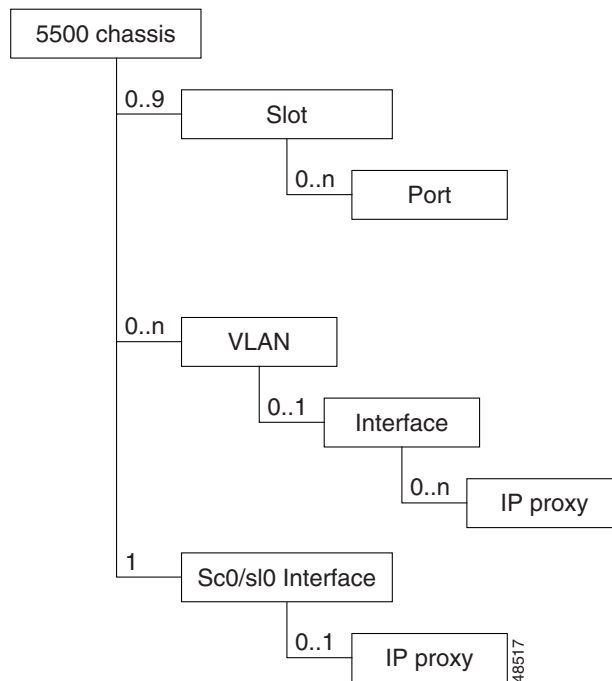 5500 chassis
0..9
Slot
0..n
Port
0..n
VLAN
0..1
Interface
0..n
IP proxy
1
Sc0/sl0 Interface
0..1
IP proxy
48517